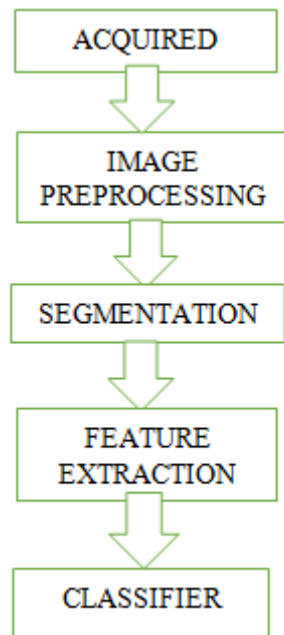 ACQUIRED
IMAGE
PREPROCESSING
SEGMENTATION
FEATURE
EXTRACTION
CLASSIFIER